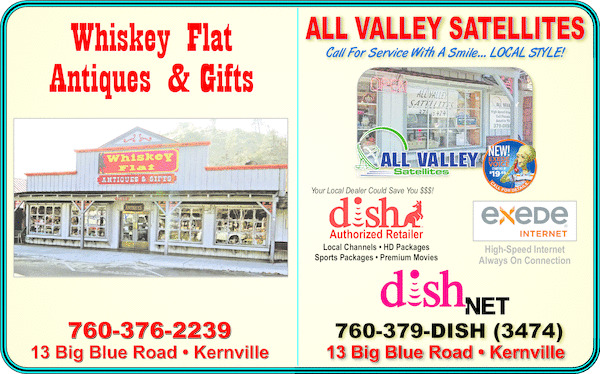 Whiskey Flat
Antiques & Gifts
Whiskey
Flat
ANTIQUES & GIFTS
760-376-2239
13 Big Blue Road • Kernville
ALL VALLEY SATELLITES
Call For Service With A Smile... LOCAL STYLE!
ALL VALLEY
SATELLITES
ALL VALLEY
Satellites
NEW!
Your Local Dealer Could Save You $$$!
dish
Authorized Retailer
Local Channels • HD Packages
Sports Packages • Premium Movies
exede
INTERNET
High-Speed Internet
Always On Connection
dishNET
760-379-DISH (3474)
13 Big Blue Road • Kernville